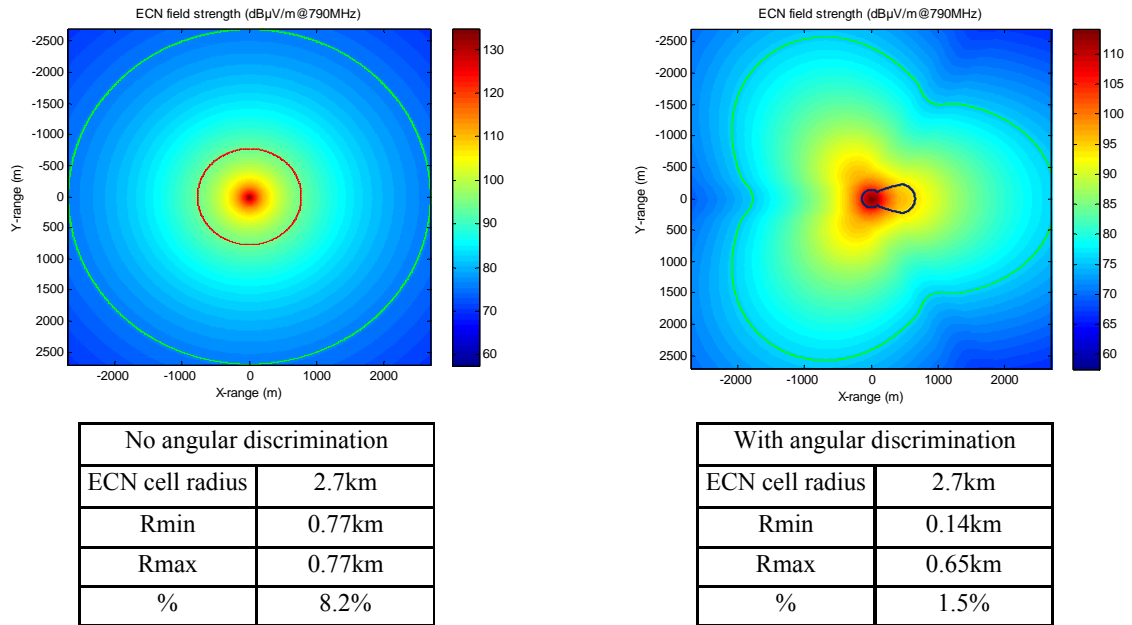 ECN field strength (dBµV/m@790MHz)
-2500
-2000
-1500
-1000
-500
0
500
1000
1500
2000
2500
Y-range (m)
-2000 -1000 0 1000 2000
X-range (m)
130
120
110
100
90
80
70
60
ECN field strength (dBµV/m@790MHz)
-2500
-2000
-1500
-1000
-500
0
500
1000
1500
2000
2500
Y-range (m)
-2000 -1000 0 1000 2000
X-range (m)
110
105
100
95
90
85
80
75
70
65
60
No angular discrimination
ECN cell radius 2.7km
Rmin 0.77km
Rmax 0.77km
% 8.2%
With angular discrimination
ECN cell radius 2.7km
Rmin 0.14km
Rmax 0.65km
% 1.5%